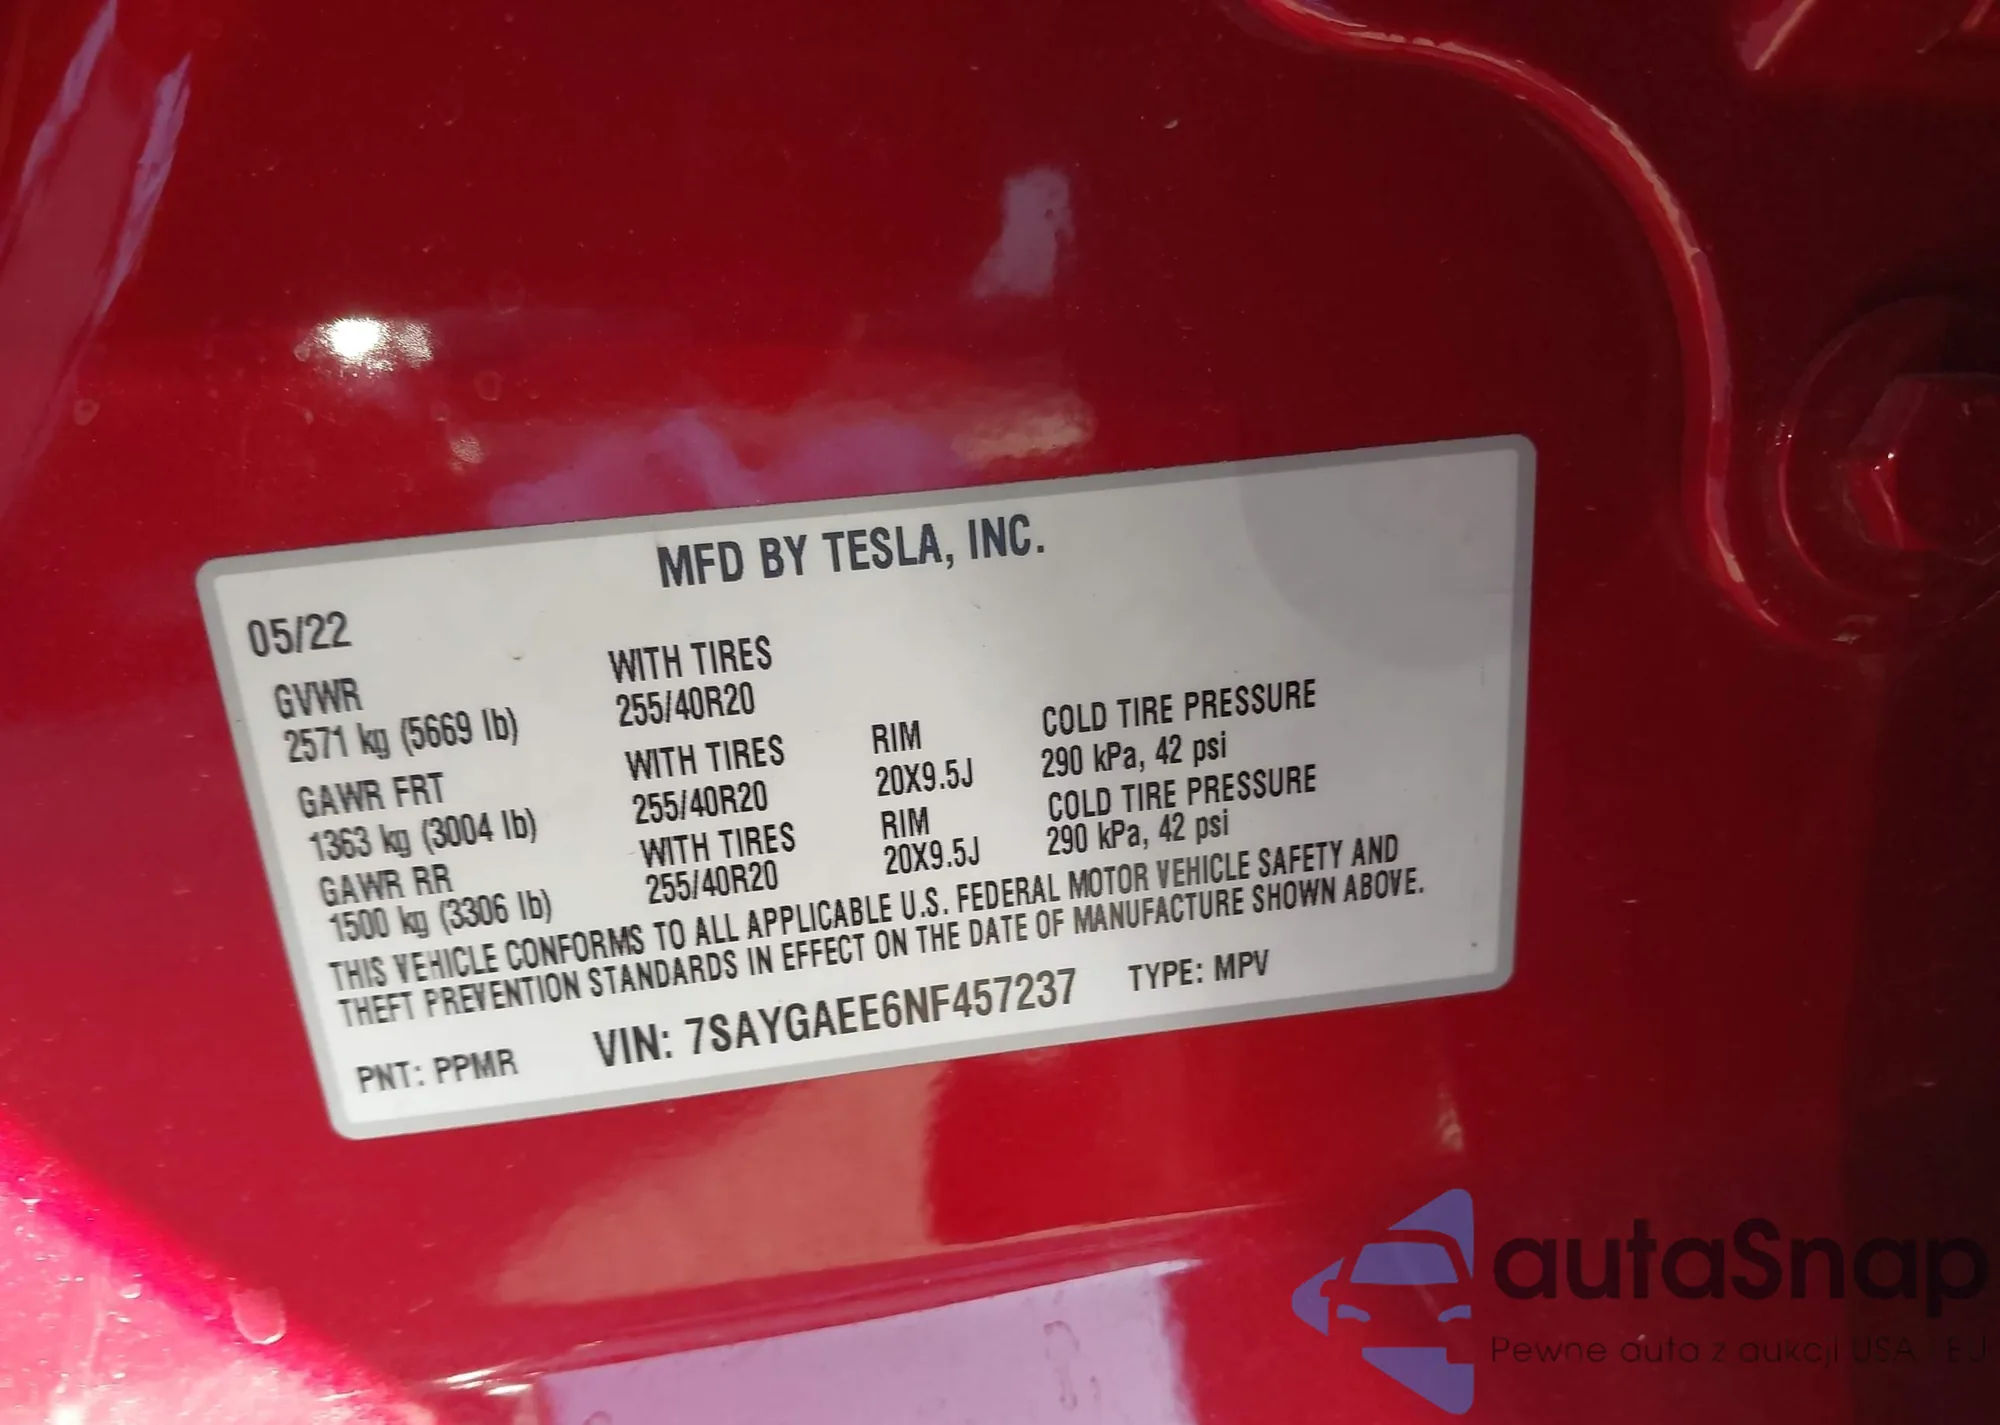 MFD BY TESLA, INC.
05/22
GVWR WITH TIRES
2571 kg (5669 lb) 255/40R20
GAWR FRT WITH TIRES RIM COLD TIRE PRESSURE
1363 kg (3004 lb) 255/40R20 20X9.5J 290 kPa, 42 psi
GAWR RR WITH TIRES RIM COLD TIRE PRESSURE
1500 kg (3306 lb) 255/40R20 20X9.5J 290 kPa, 42 psi
THIS VEHICLE CONFORMS TO ALL APPLICABLE U.S. FEDERAL MOTOR VEHICLE SAFETY AND
THEFT PREVENTION STANDARDS IN EFFECT ON THE DATE OF MANUFACTURE SHOWN ABOVE.
PNT: PPMR VIN: 7SAYGAEE6NF457237 TYPE: MPV
autaSnap
Pewne auta z aukcji USA i EU